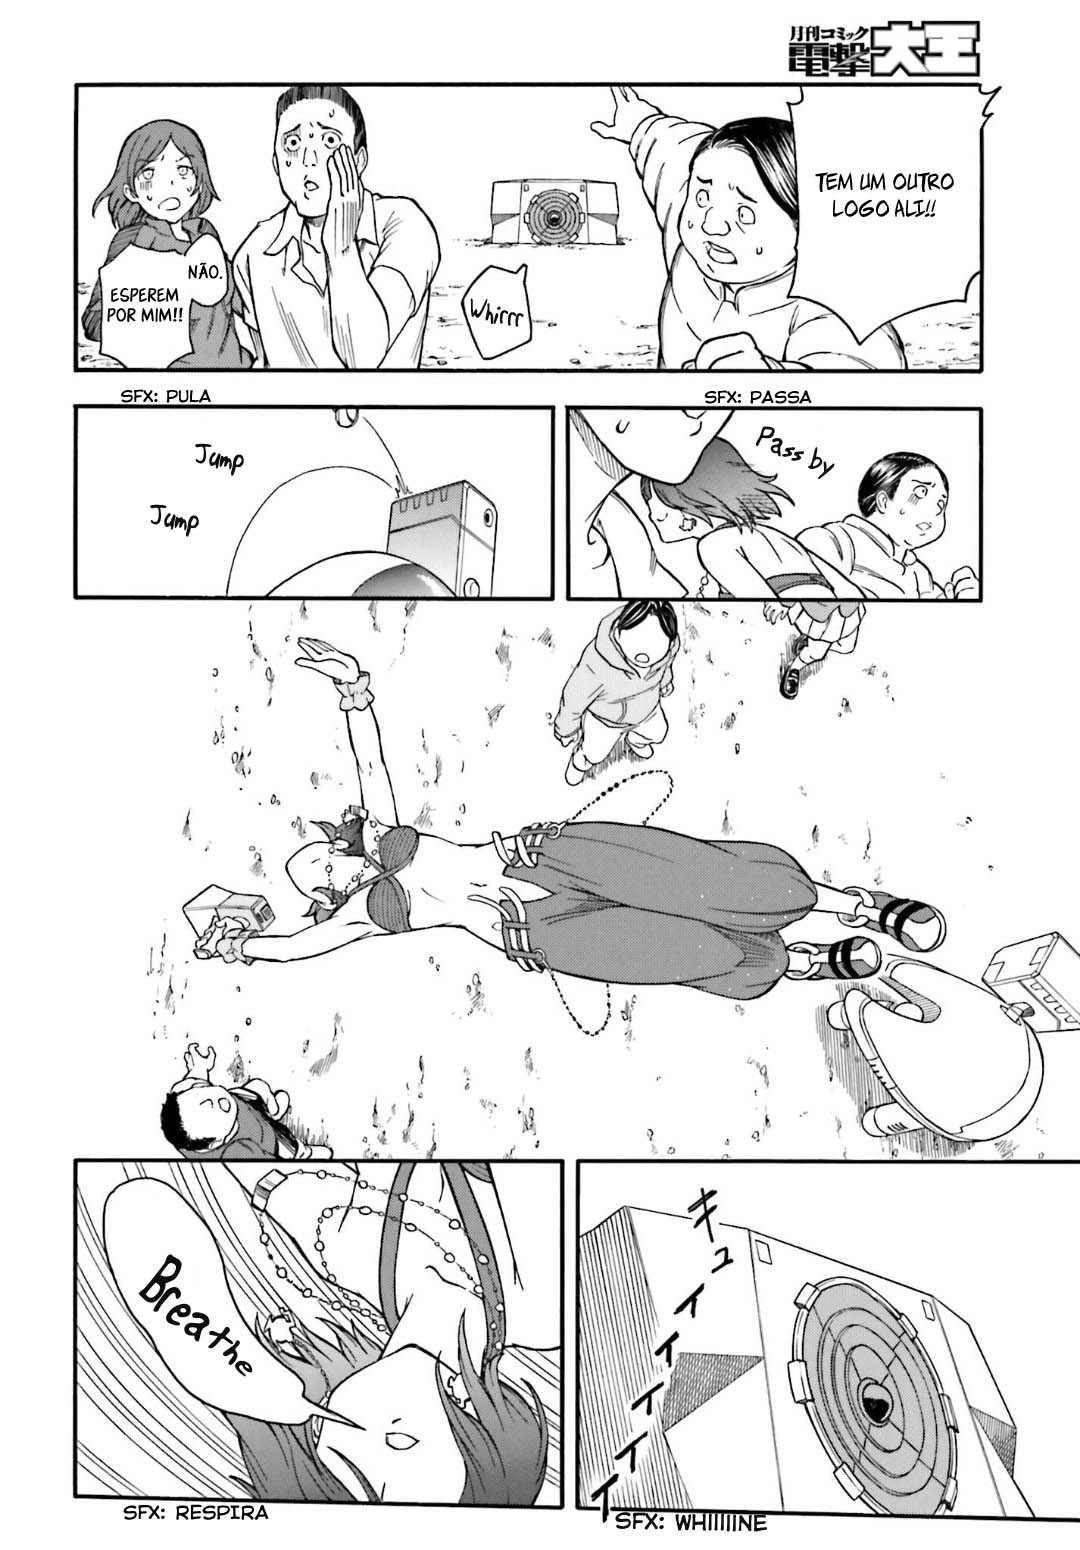 月刊コミック
電撃大王
TEM UM OUTRO
LOGO ALI!!
Whirrr
NÃO.
ESPEREM
POR MIM!!
SFX: PULA
SFX: PASSA
Jump
Jump
Pass by
Breathe
キュイイイイイ
SFX: RESPIRA
SFX: WHIIIIINE